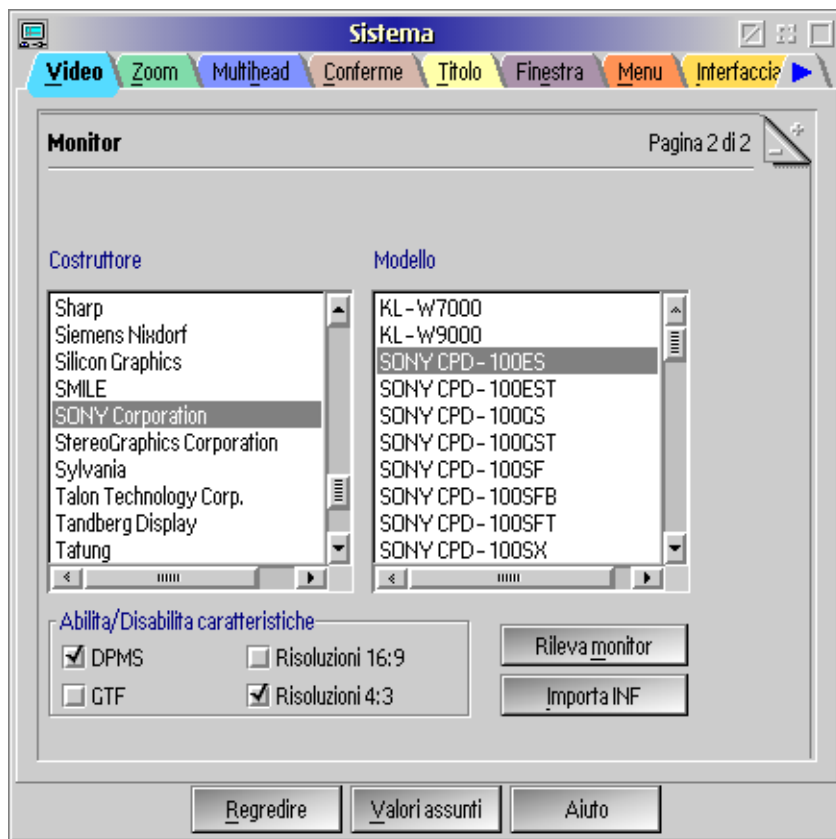 Sistema
Video Zoom Multihead Conferme Titolo Finestra Menu Interfaccia
Monitor Pagina 2 di 2
Costruttore Modello
Sharp KL-W7000
Siemens Nixdorf KL-W9000
Silicon Graphics SONY CPD-100ES
SMILE SONY CPD-100EST
SONY Corporation SONY CPD-100GS
StereoGraphics Corporation SONY CPD-100GST
Sylvania SONY CPD-100SF
Talon Technology Corp. SONY CPD-100SFB
Tandberg Display SONY CPD-100SFT
Tatung SONY CPD-100SX
Abilita/Disabilita caratteristiche
DPMS Risoluzioni 16:9 Rileva monitor
GTF Risoluzioni 4:3 Importa INF
Regredire Valori assunti Aiuto